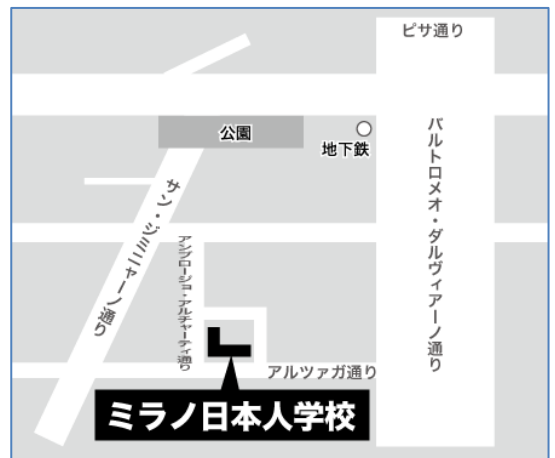 ピサ通り
公園
地下鉄
バルトロメオ・ダルヴィアーノ通り
サン・ジミニャーノ通り
アンブロージョ・アルチャーティ通り
アルツァガ通り
ミラノ日本人学校